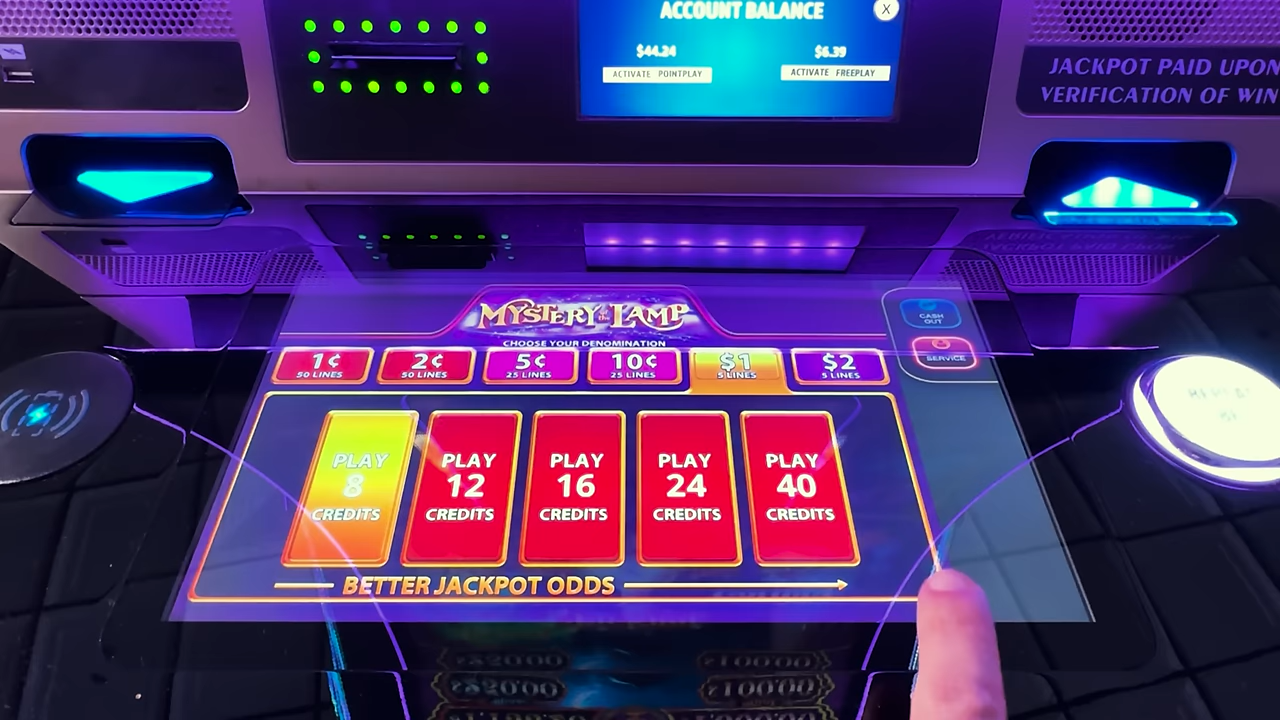 ACCOUNT BALANCE
X
$44.24
$6.39
ACTIVATE POINTPLAY
ACTIVATE FREEPLAY
JACKPOT PAID UPON
VERIFICATION OF WIN
MYSTERY of the LAMP
CASH
OUT
SERVICE
CHOOSE YOUR DENOMINATION
1¢
50 LINES
2¢
50 LINES
5¢
25 LINES
10¢
25 LINES
$1
5 LINES
$2
5 LINES
PLAY
8
CREDITS
PLAY
12
CREDITS
PLAY
16
CREDITS
PLAY
24
CREDITS
PLAY
40
CREDITS
BETTER JACKPOT ODDS